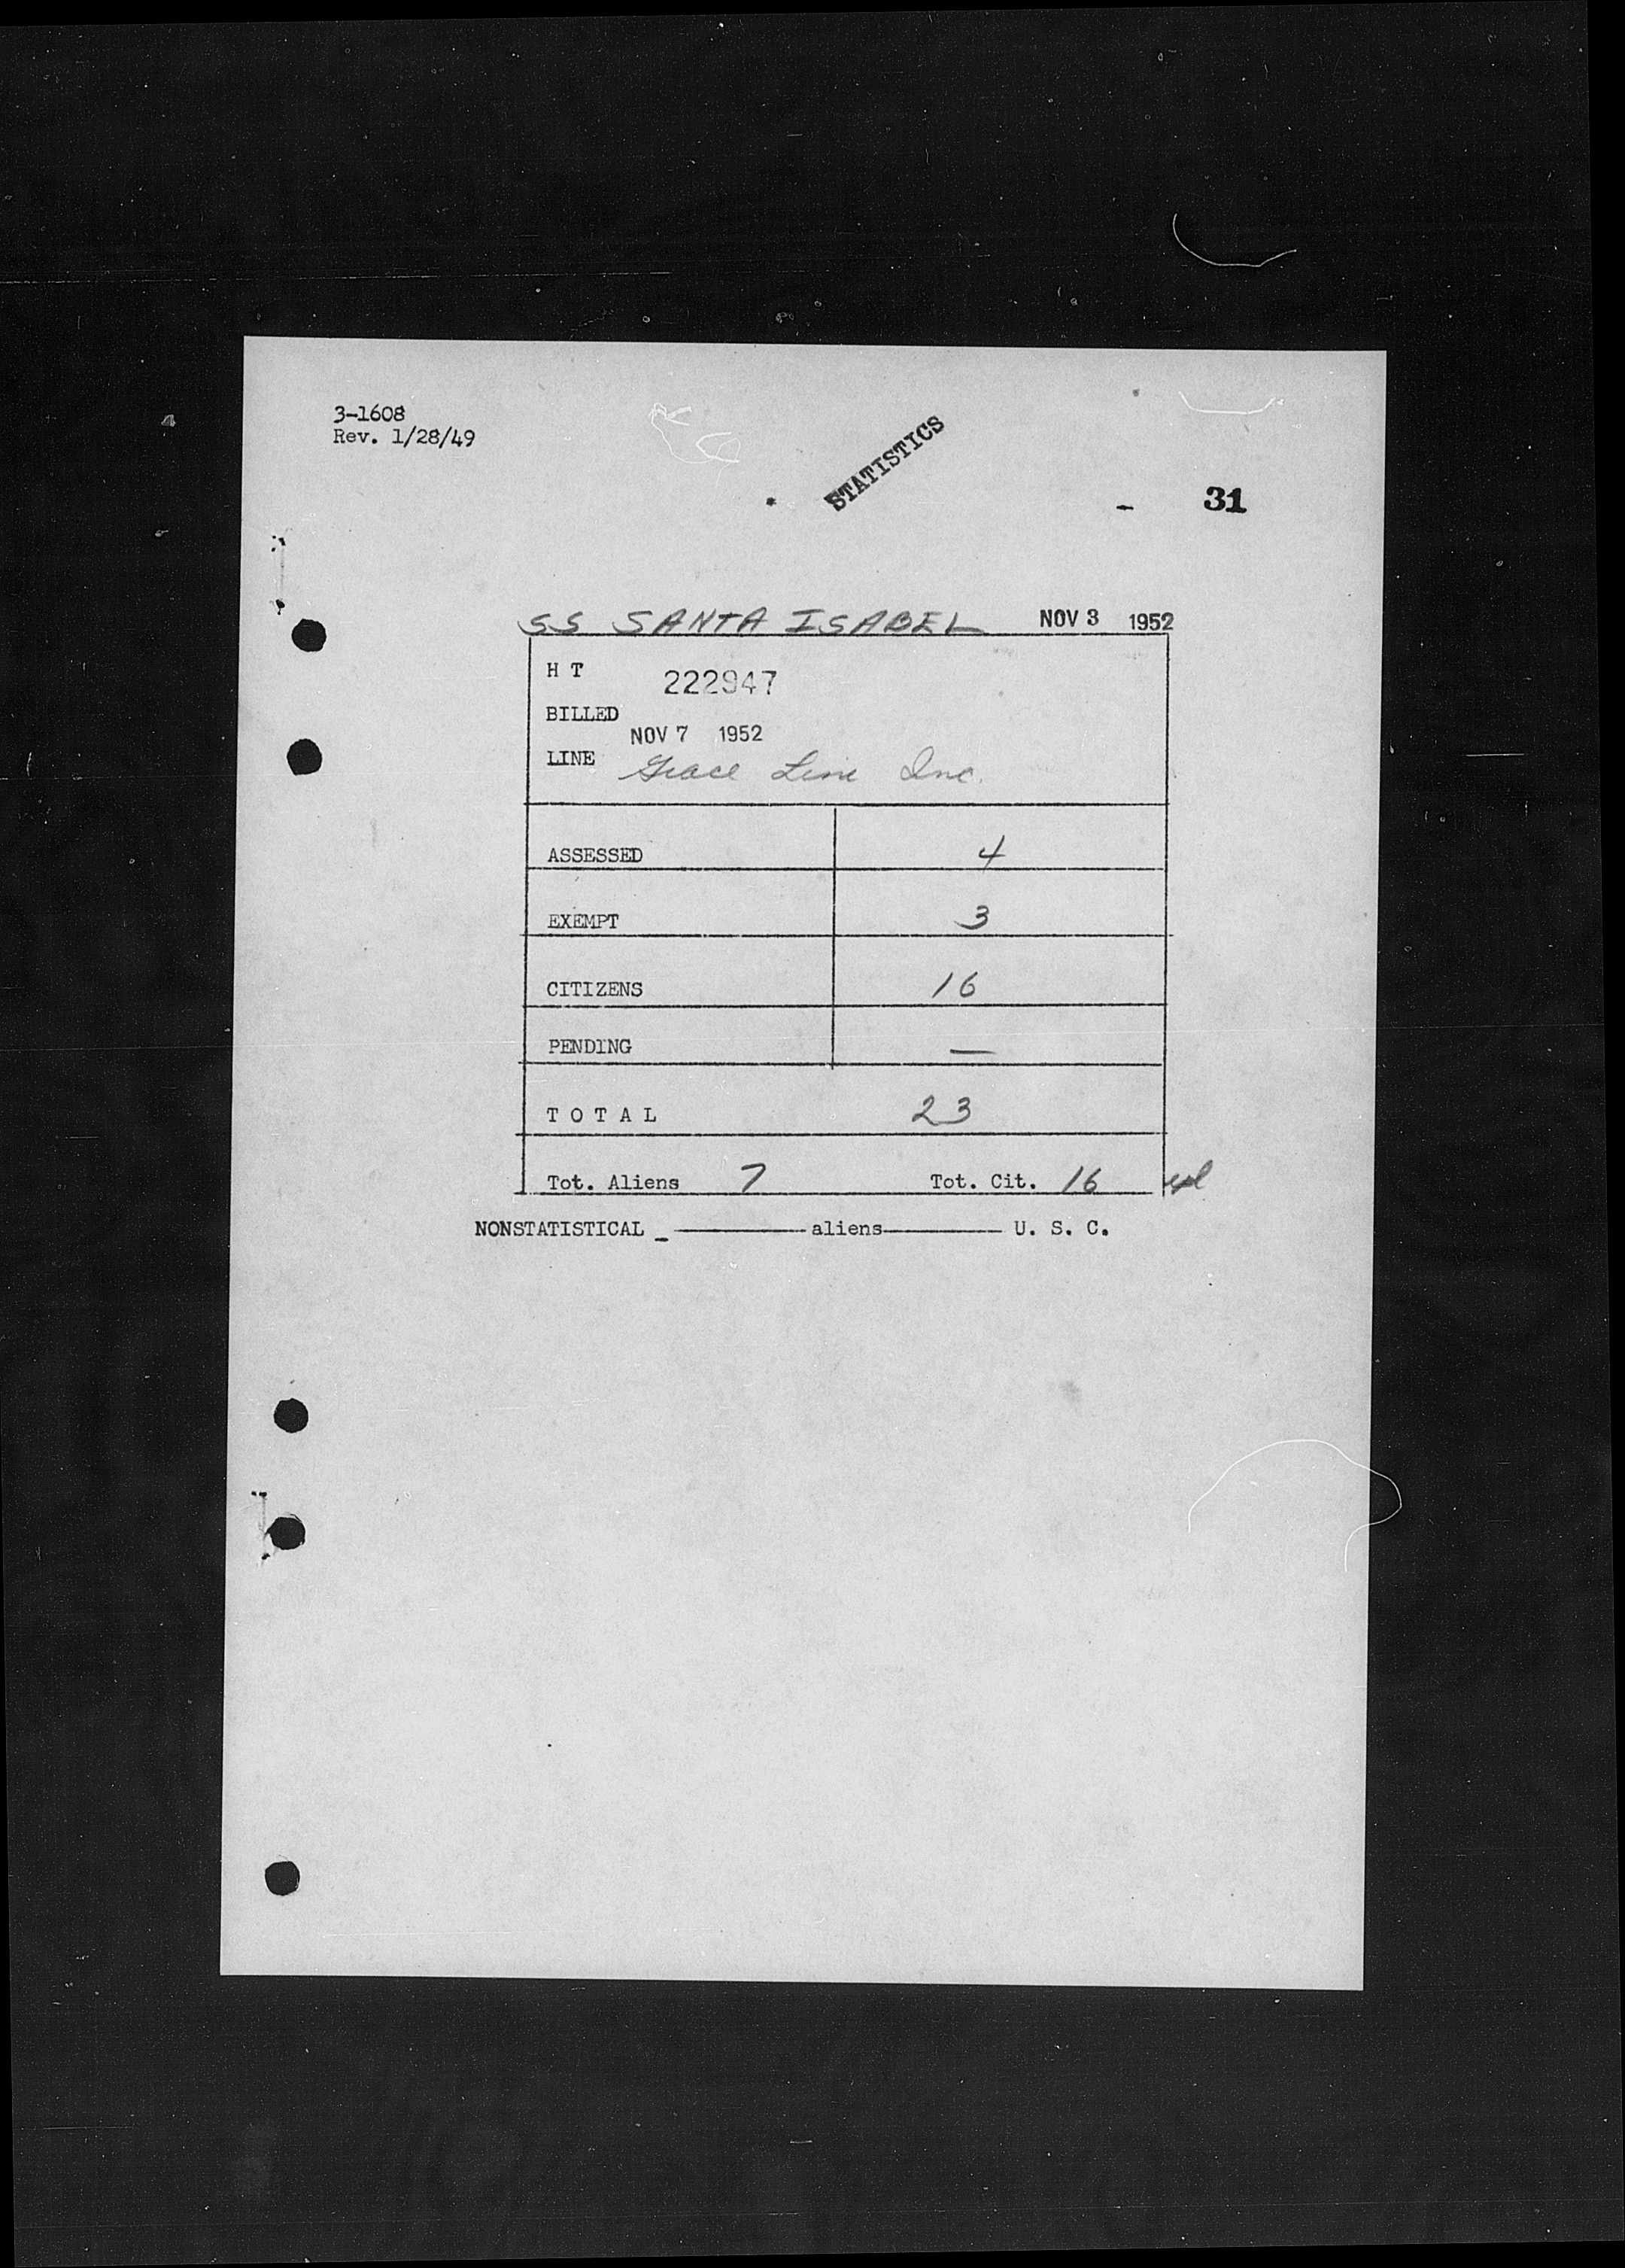 3-1608
Rev. 1/28/49
STATISTICS
- 31
SS SANTA ISABEL NOV 3 1952
H T 222947
BILLED
NOV 7 1952
LINE Grace Line Inc.
ASSESSED 4
EXEMPT 3
CITIZENS 16
PENDING —
T O T A L 23
Tot. Aliens 7 Tot. Cit. 16
NONSTATISTICAL _ ——— aliens——— U. S. C.